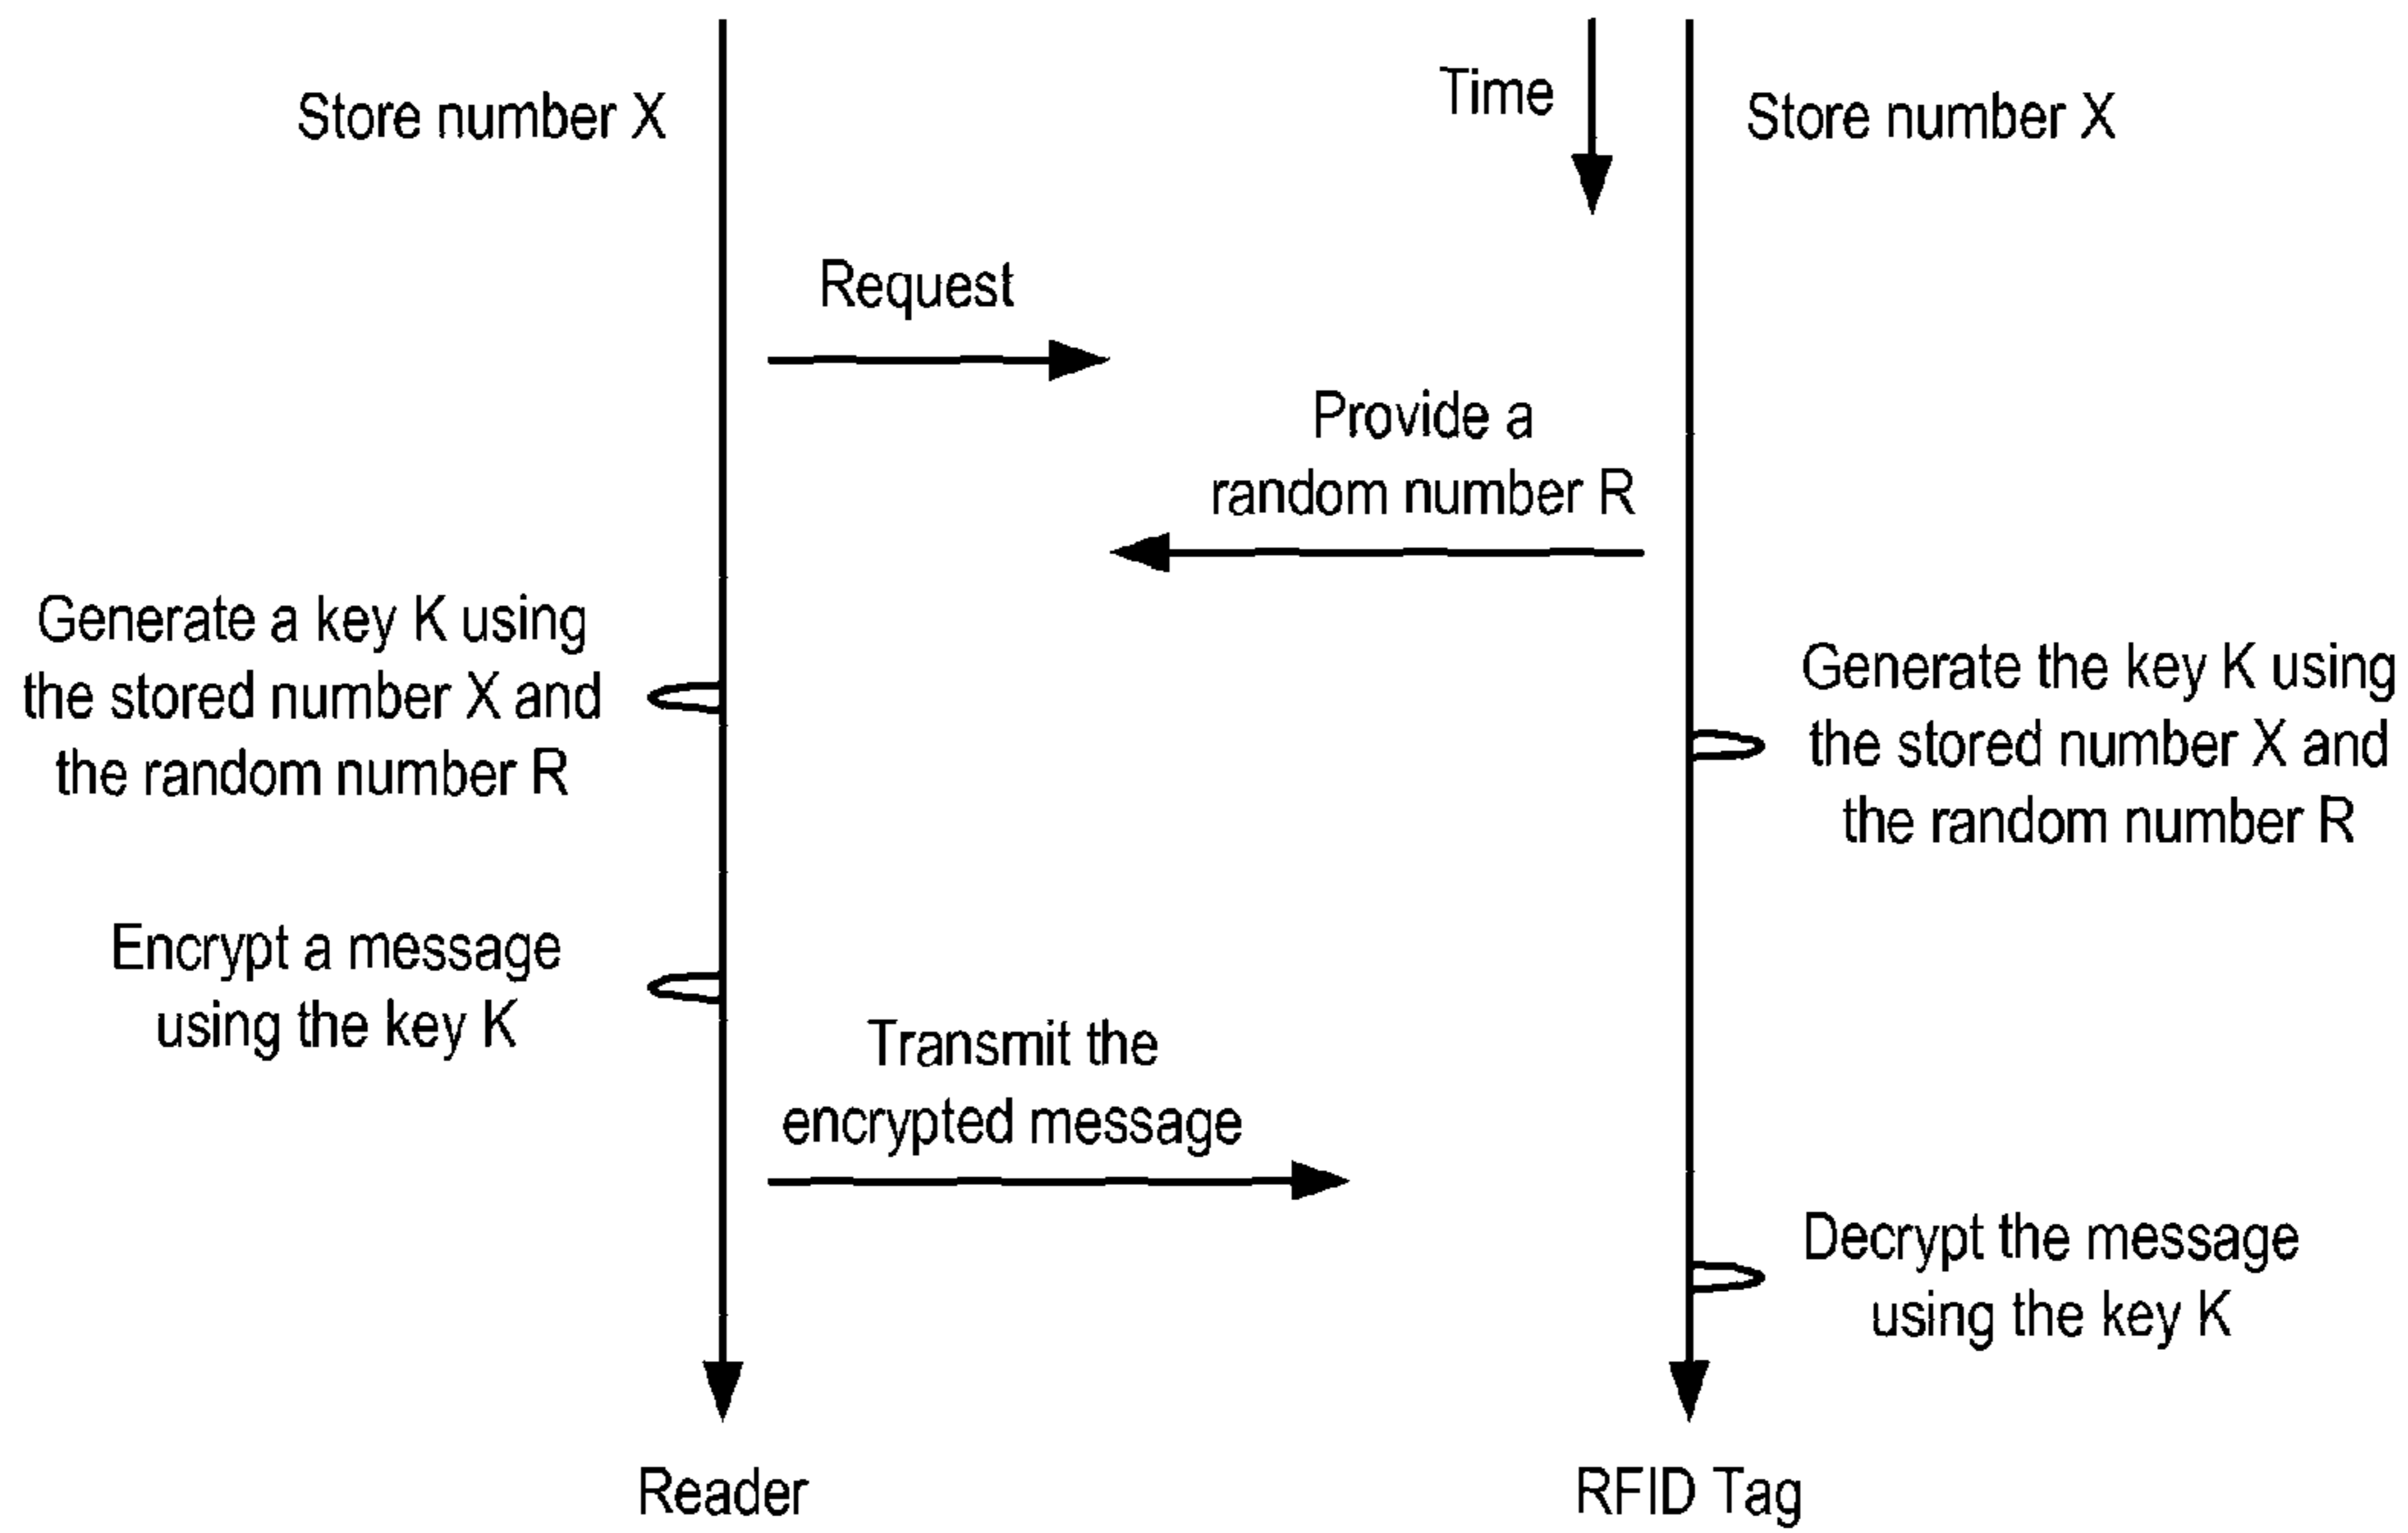 Store number X
Time
Store number X
Request
Provide a
random number R
Generate a key K using
the stored number X and
the random number R
Generate the key K using
the stored number X and
the random number R
Encrypt a message
using the key K
Transmit the
encrypted message
Decrypt the message
using the key K
Reader
RFID Tag